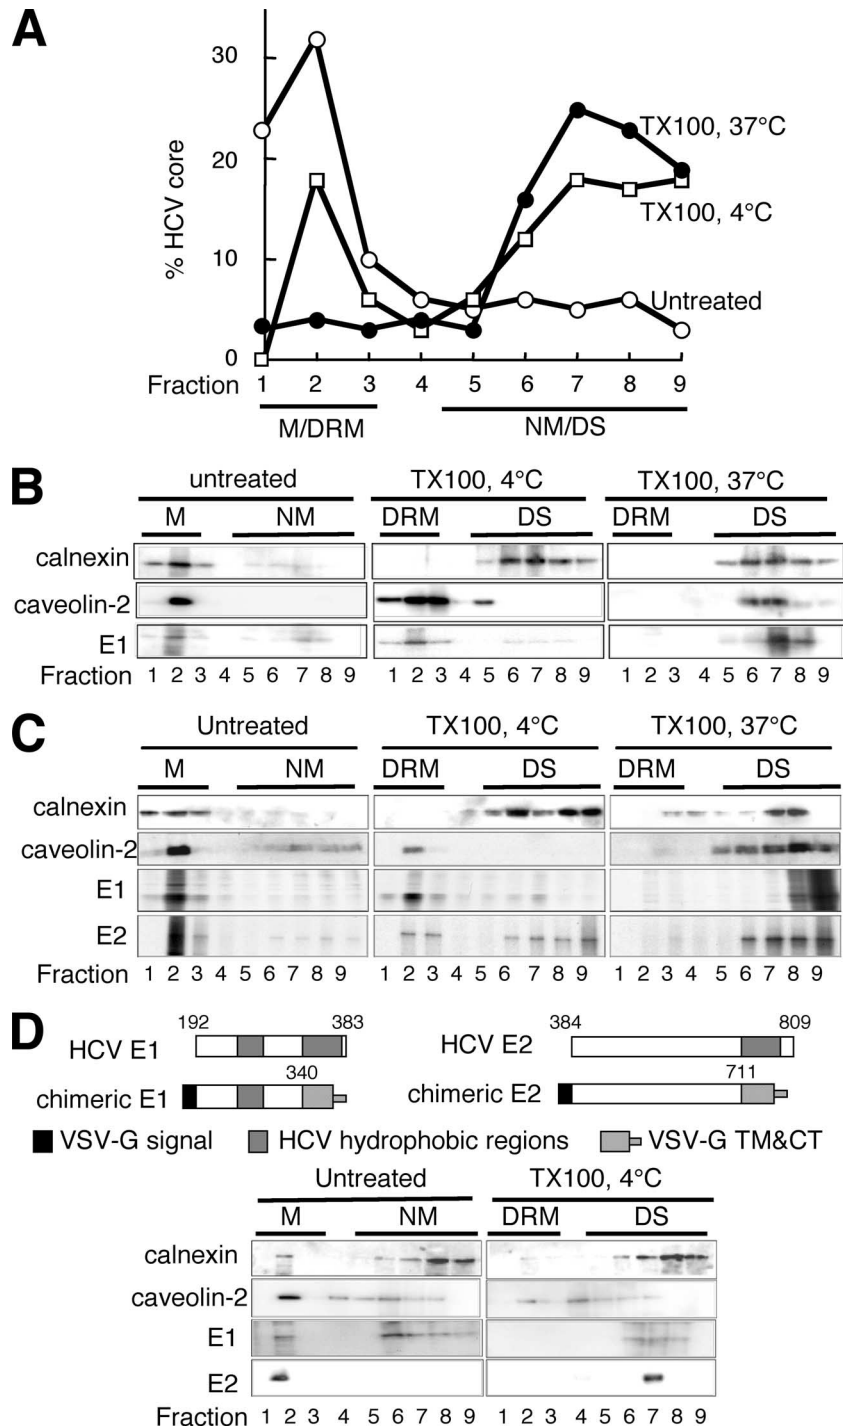 A
30
20
10
0
% HCV core
TX100, 37°C
TX100, 4°C
Untreated
Fraction 1 2 3 4 5 6 7 8 9
M/DRM NM/DS
B
untreated TX100, 4°C TX100, 37°C
M NM DRM DS DRM DS
calnexin
caveolin-2
E1
Fraction 1 2 3 4 5 6 7 8 9 1 2 3 4 5 6 7 8 9 1 2 3 4 5 6 7 8 9
C
Untreated TX100, 4°C TX100, 37°C
M NM DRM DS DRM DS
calnexin
caveolin-2
E1
E2
Fraction 1 2 3 4 5 6 7 8 9 1 2 3 4 5 6 7 8 9 1 2 3 4 5 6 7 8 9
D
192 383 384 809
HCV E1 HCV E2
340 711
chimeric E1 chimeric E2
VSV-G signal HCV hydrophobic regions VSV-G TM&CT
Untreated TX100, 4°C
M NM DRM DS
calnexin
caveolin-2
E1
E2
Fraction 1 2 3 4 5 6 7 8 9 1 2 3 4 5 6 7 8 9